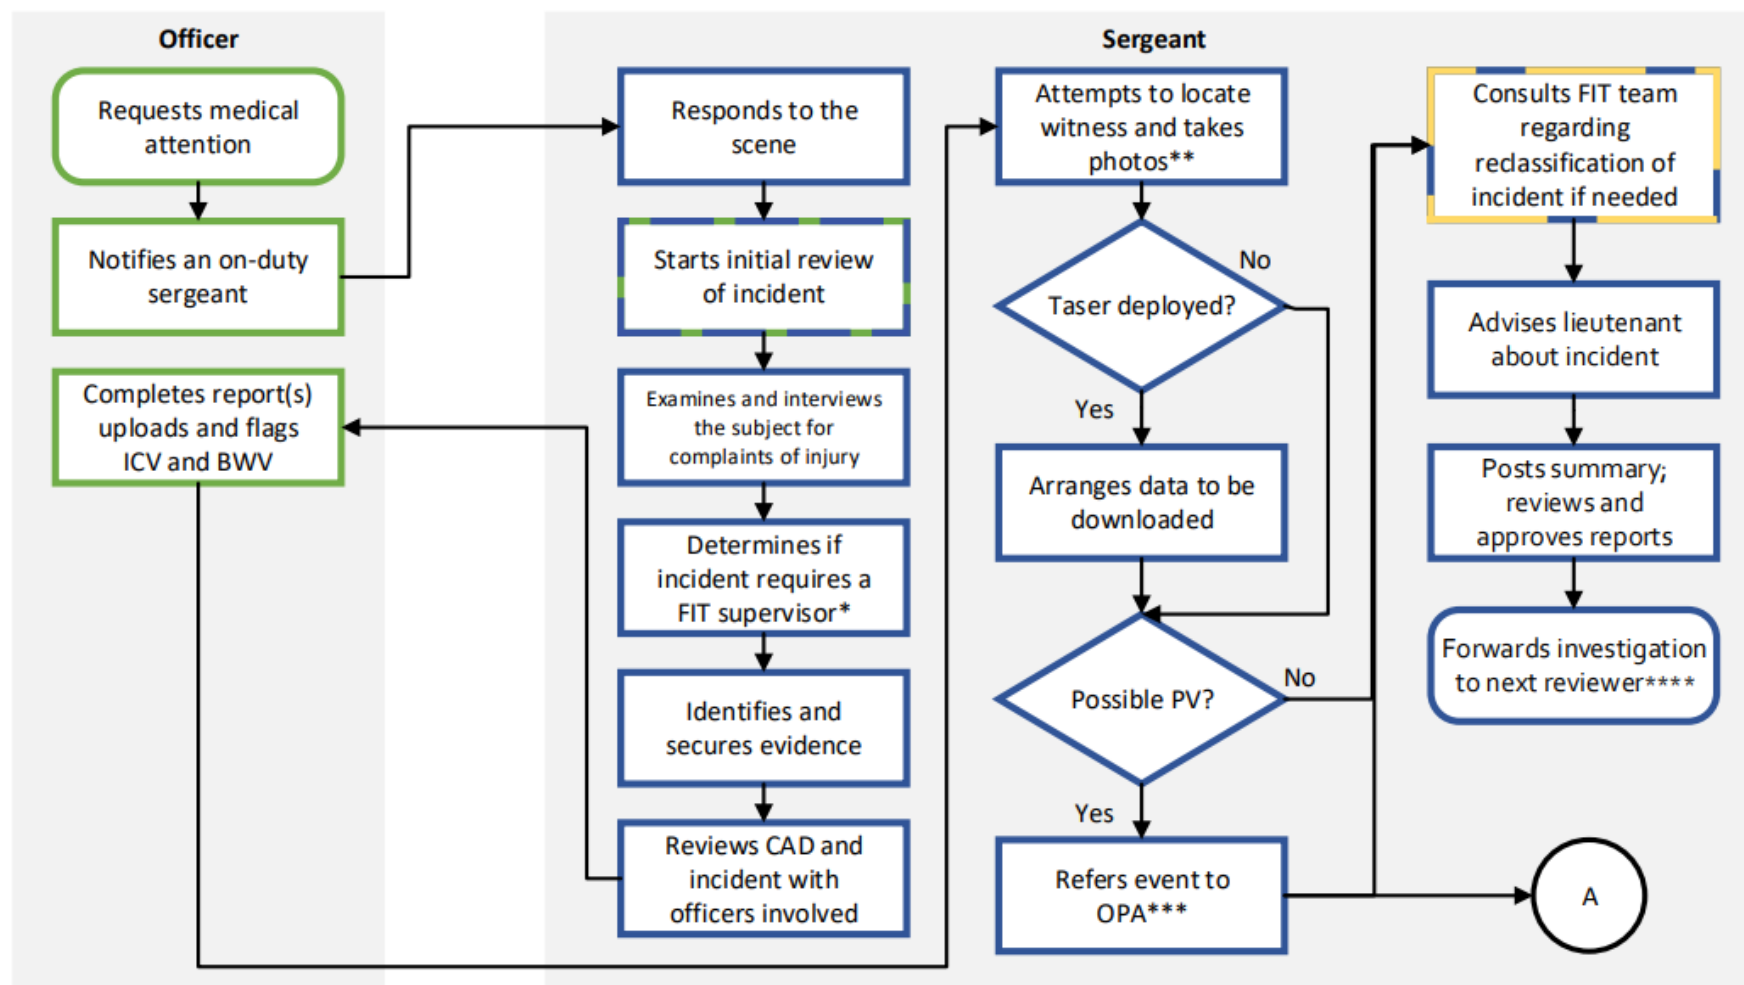 Officer
Requests medical
attention
Notifies an on-duty
sergeant
Completes report(s)
uploads and flags
ICV and BWV
Sergeant
Responds to the
scene
Starts initial review
of incident
Examines and interviews
the subject for
complaints of injury
Determines if
incident requires a
FIT supervisor*
Identifies and
secures evidence
Reviews CAD and
incident with
officers involved
Attempts to locate
witness and takes
photos**
Taser deployed?
No
Yes
Arranges data to be
downloaded
Possible PV?
No
Yes
Refers event to
OPA***
Consults FIT team
regarding
reclassification of
incident if needed
Advises lieutenant
about incident
Posts summary;
reviews and
approves reports
Forwards investigation
to next reviewer****
A